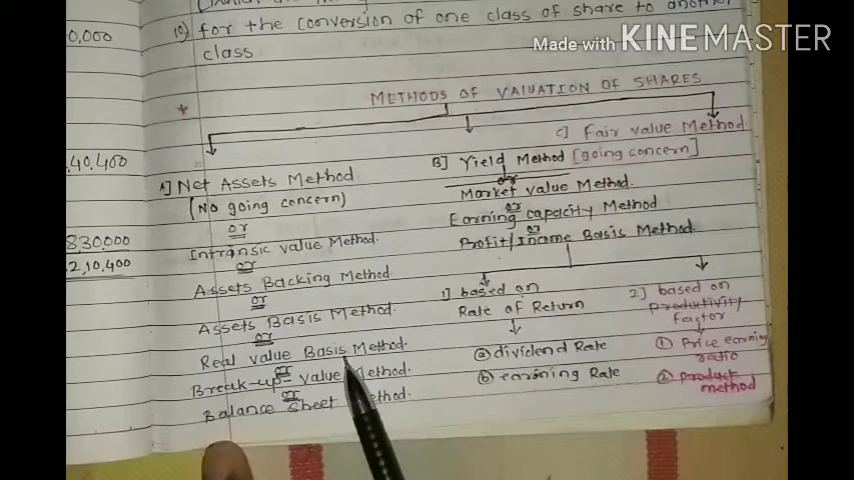 10) for the conversion of one class of share to another
class
0,000
Made with KINEMASTER
* METHODS OF VALUATION OF SHARES
,40,400
830,000
2,10,400
A] Net Assets Method
(No going concern)
or
Intrinsic value Method.
or
Assets Backing Method.
or
Assets Basis Method.
or
Real value Basis Method.
or
Break-up value Method.
or
Balance sheet Method.
B] Yield Method [going concern]
or
Market value Method.
or
Earning capacity Method
or
Profit/Income Basis Method.
1) based on
Rate of Return
a) dividend Rate
b) earning Rate
2) based on
productivity
factor
1) Price earning
ratio
2) product
method
C] Fair value Method